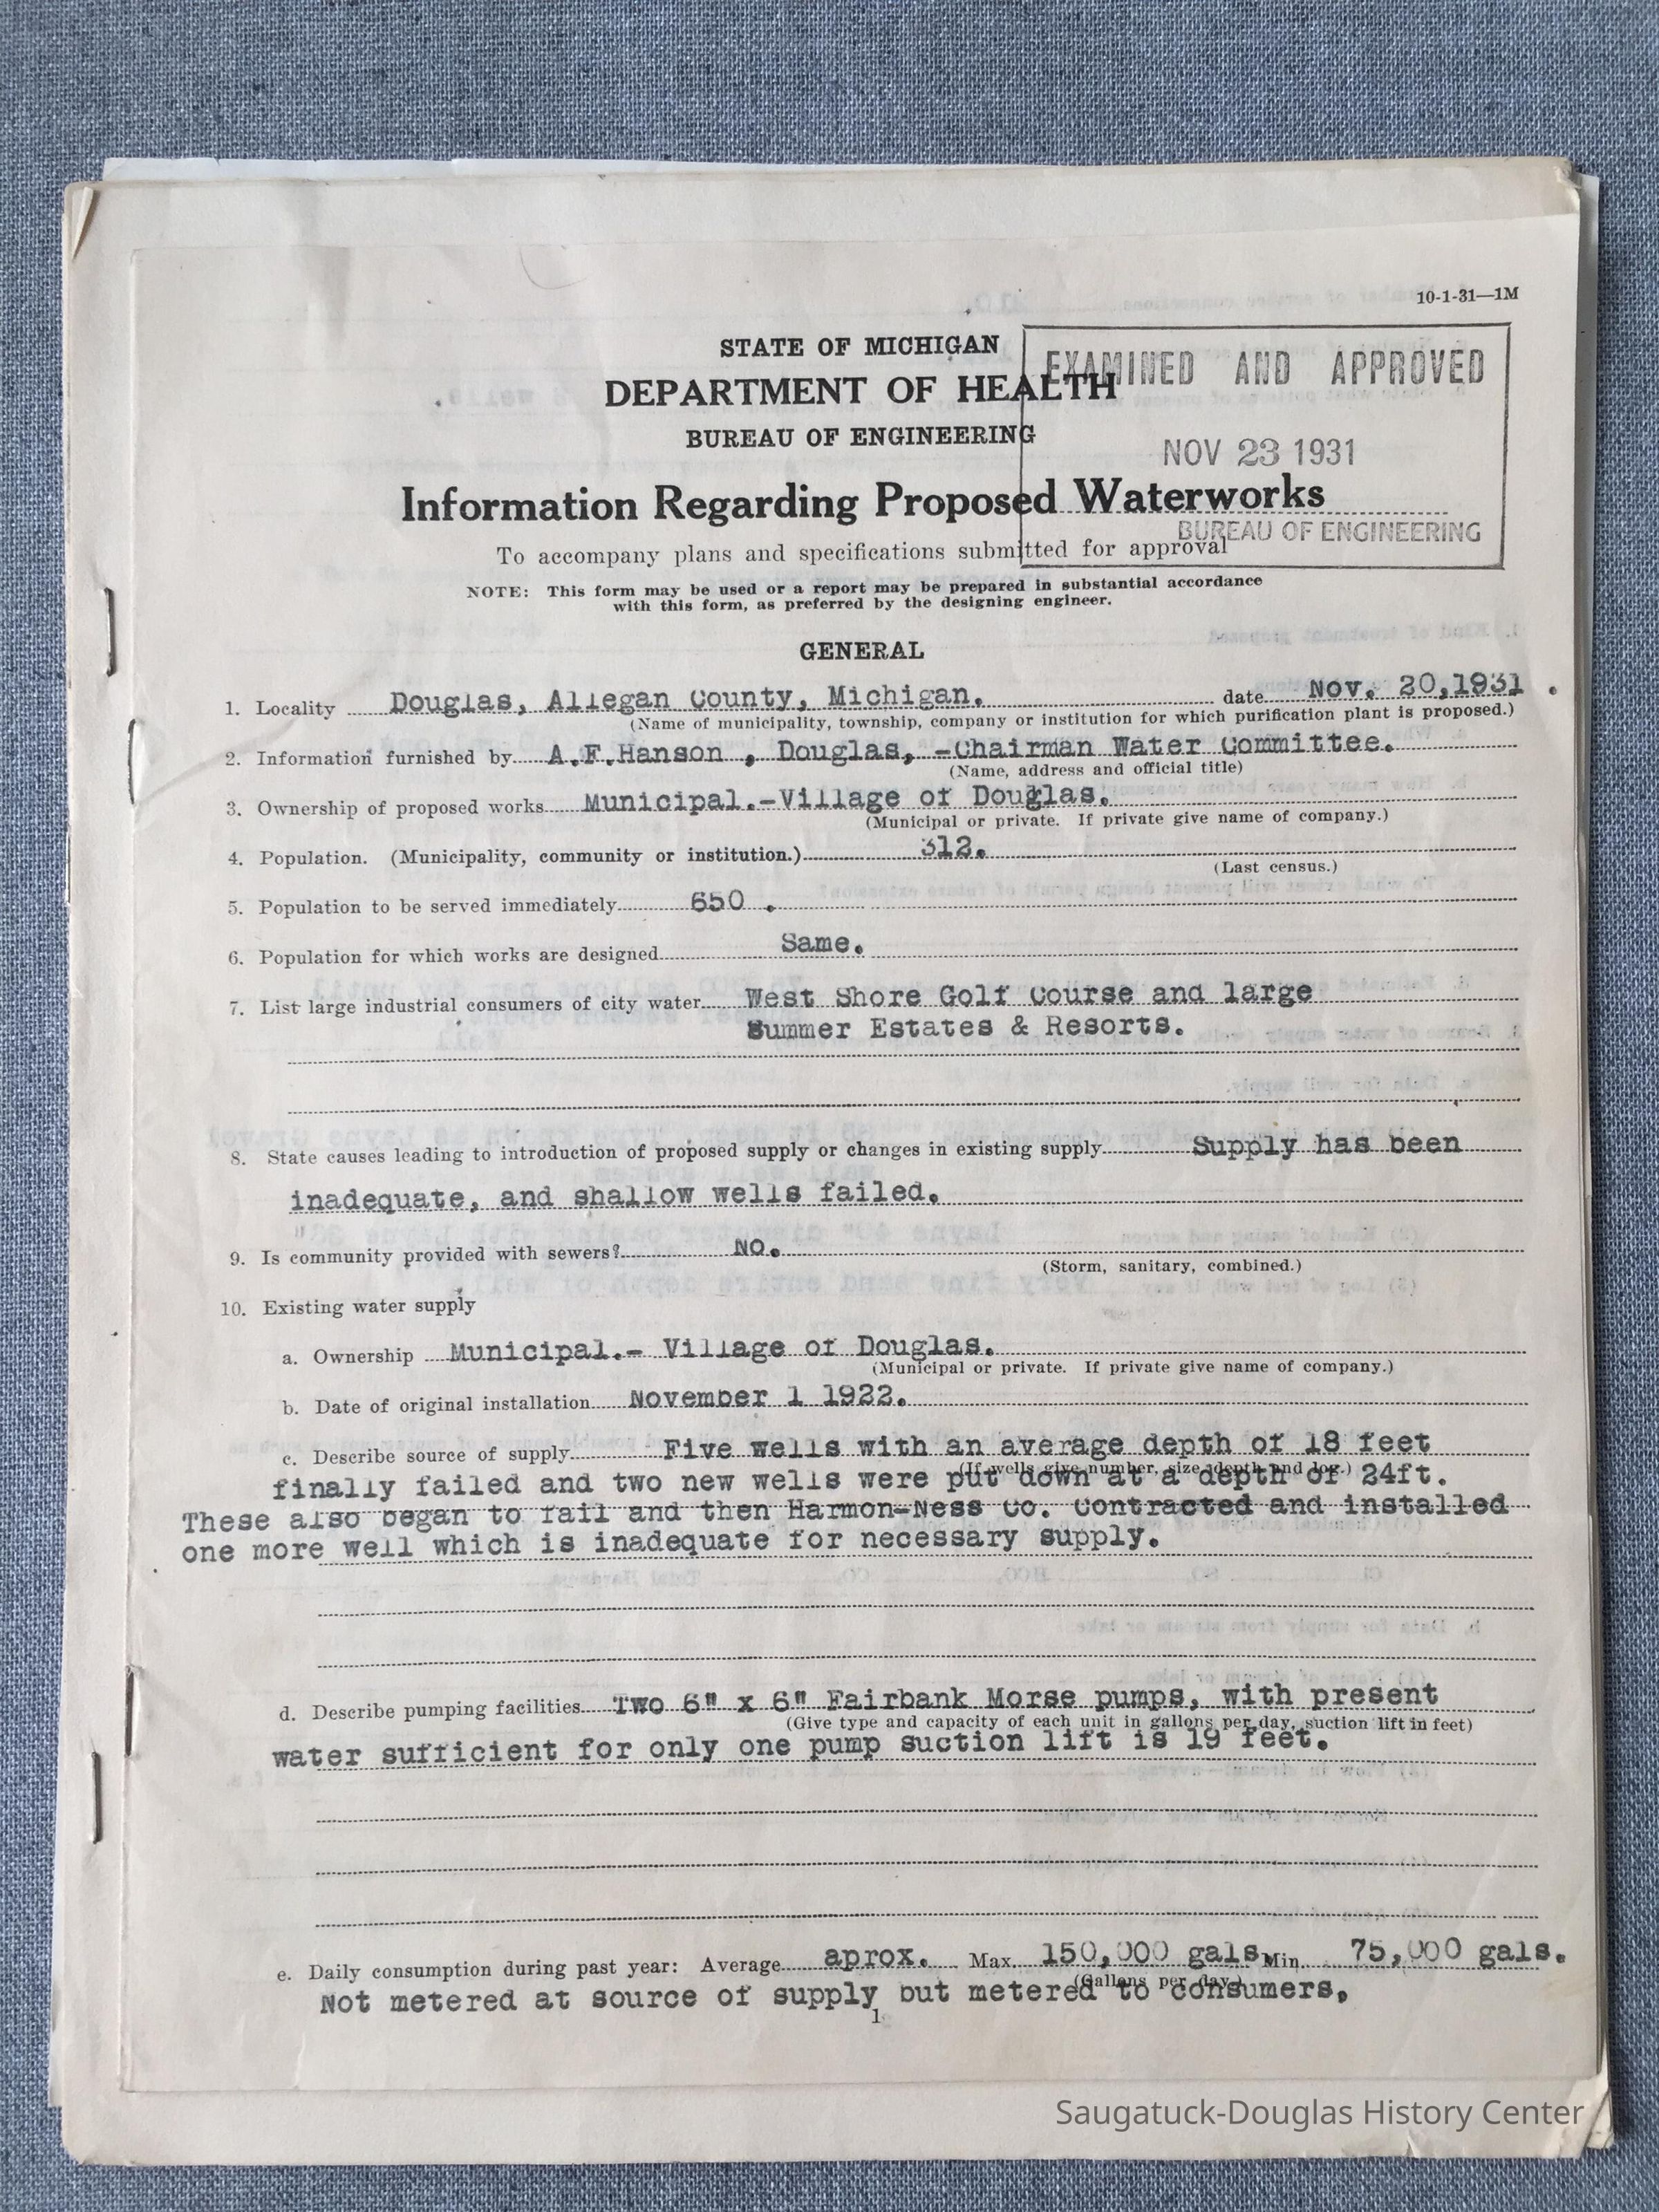 10-1-31—1M
STATE OF MICHIGAN
DEPARTMENT OF HEALTH
BUREAU OF ENGINEERING
EXAMINED AND APPROVED
NOV 23 1931
BUREAU OF ENGINEERING
Information Regarding Proposed Waterworks
To accompany plans and specifications submitted for approval
NOTE: This form may be used or a report may be prepared in substantial accordance
with this form, as preferred by the designing engineer.
GENERAL
1. Locality Douglas, Allegan County, Michigan. date Nov. 20,1931 .
(Name of municipality, township, company or institution for which purification plant is proposed.)
2. Information furnished by A.F.Hanson , Douglas, -Chairman Water Committee.
(Name, address and official title)
3. Ownership of proposed works Municipal.-Village of Douglas.
(Municipal or private. If private give name of company.)
4. Population. (Municipality, community or institution.) 312.
(Last census.)
5. Population to be served immediately 650 .
6. Population for which works are designed Same.
7. List large industrial consumers of city water West Shore Golf Course and large
Summer Estates & Resorts.
8. State causes leading to introduction of proposed supply or changes in existing supply Supply has been
inadequate, and shallow wells failed.
9. Is community provided with sewers? No.
(Storm, sanitary, combined.)
10. Existing water supply
a. Ownership Municipal.- Village of Douglas.
(Municipal or private. If private give name of company.)
b. Date of original installation November 1 1922.
c. Describe source of supply Five wells with an average depth of 18 feet
(If wells give number, size, depth and log.)
finally failed and two new wells were put down at a depth of 24ft.
These also began to fail and then Harmon-Ness Co. Contracted and installed
one more well which is inadequate for necessary supply.
d. Describe pumping facilities Two 6" x 6" Fairbank Morse pumps, with present
(Give type and capacity of each unit in gallons per day, suction lift in feet)
water sufficient for only one pump suction lift is 19 feet.
e. Daily consumption during past year: Average aprox. Max. 150,000 gals. Min. 75,000 gals.
(Gallons per day)
Not metered at source of supply but metered to consumers.
1
Saugatuck-Douglas History Center